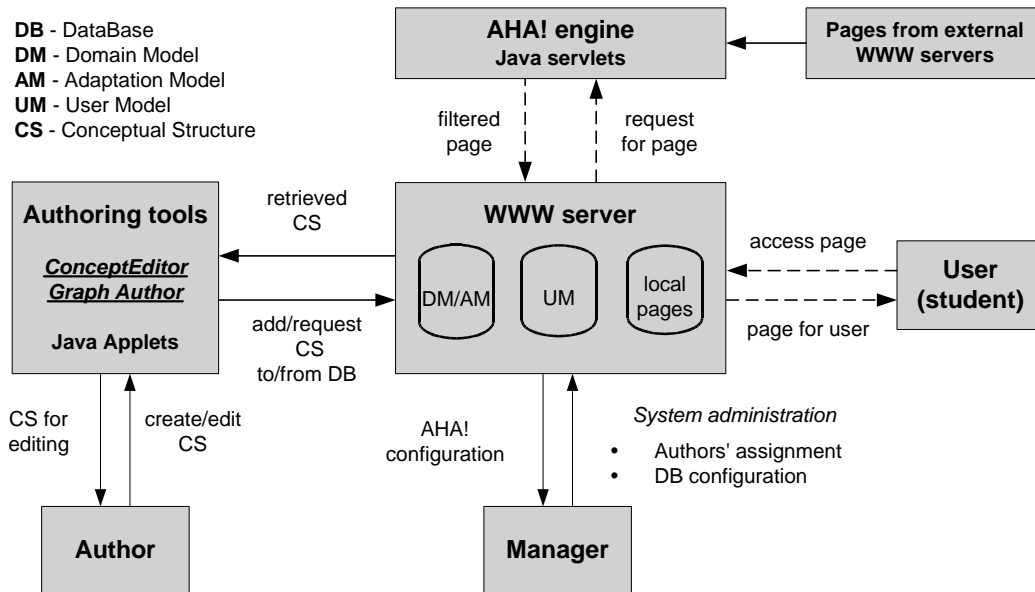 DB - DataBase
DM - Domain Model
AM - Adaptation Model
UM - User Model
CS - Conceptual Structure
AHA! engine
Java servlets
Pages from external
WWW servers
filtered
page
request
for page
Authoring tools
ConceptEditor
Graph Author
Java Applets
retrieved
CS
add/request
CS
to/from DB
WWW server
DM/AM
UM
local
pages
access page
page for user
User
(student)
CS for
editing
create/edit
CS
AHA!
configuration
System administration
• Authors' assignment
• DB configuration
Author
Manager